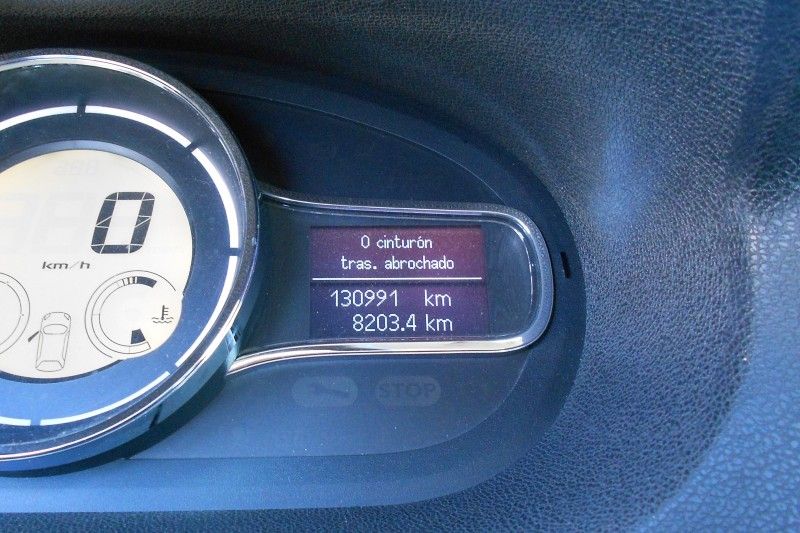 0
km/h
0 cinturón
tras. abrochado
130991 km
8203.4 km
STOP